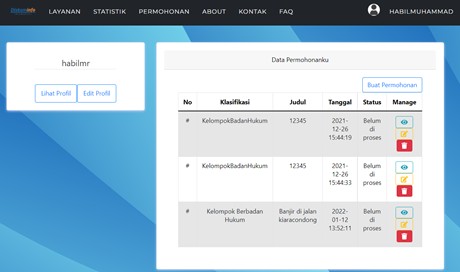 LAYANAN STATISTIK PERMOHONAN ABOUT KONTAK FAQ HABILMUHAMMAD
habilmr
Lihat Profil Edit Profil
Data Permohonanku
Buat Permohonan
No Klasifikasi Judul Tanggal Status Manage
# KelompokBadanHukum 12345 2021-12-26 15:44:19 Belum di proses
# KelompokBadanHukum 12345 2021-12-26 15:44:33 Belum di proses
# Kelompok Berbadan Hukum Banjir di jalan kiaracondong 2022-01-12 13:52:11 Belum di proses